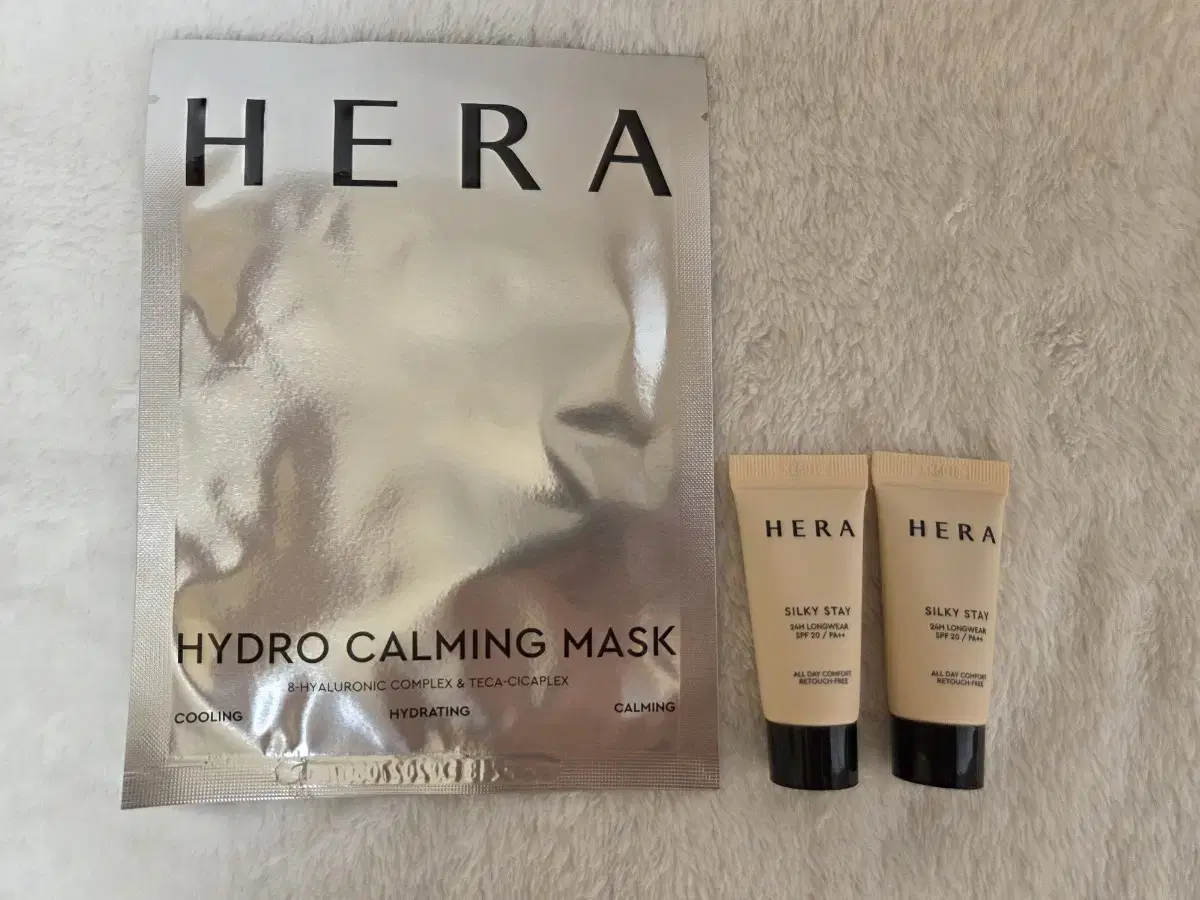 HERA
HYDRO CALMING MASK
8-HYALURONIC COMPLEX & TECA-CICAPLEX
COOLING HYDRATING CALMING
HERA
SILKY STAY
24H LONGWEAR
SPF 20 / PA++
ALL DAY COMFORT
RETOUCH-FREE
HERA
SILKY STAY
24H LONGWEAR
SPF 20 / PA++
ALL DAY COMFORT
RETOUCH-FREE